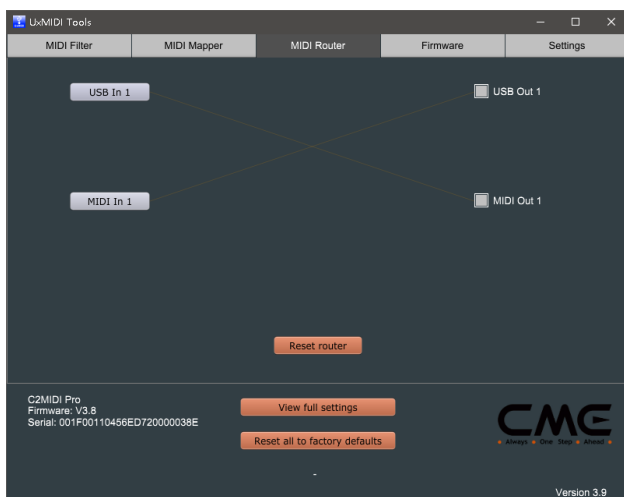 UxMIDI Tools
MIDI Filter
MIDI Mapper
MIDI Router
Firmware
Settings
USB In 1
USB Out 1
MIDI In 1
MIDI Out 1
Reset router
C2MIDI Pro
Firmware: V3.8
Serial: 001F00110456ED720000038E
View full settings
Reset all to factory defaults
CME
Always One Step Ahead
-
Version 3.9